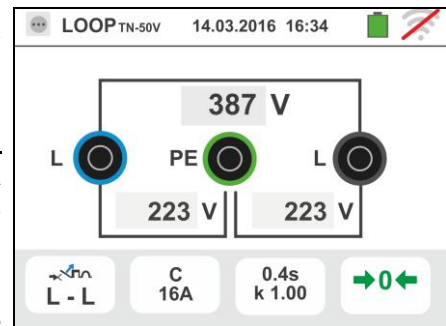 LOOP TN-50V 14.03.2016 16:34
387 V
L PE L
223 V 223 V
L - L C 16A 0.4s k 1.00 →0←